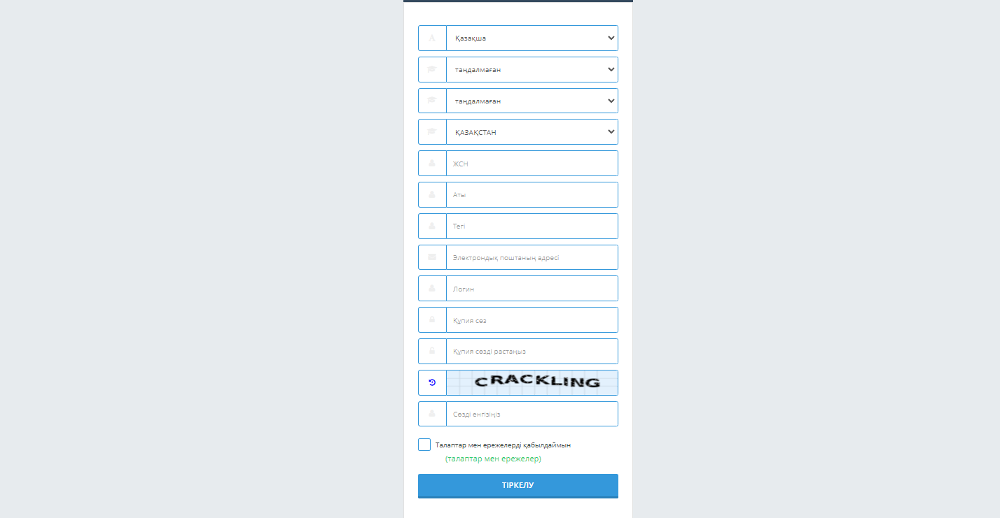 Қазақша
таңдалмаған
таңдалмаған
ҚАЗАҚСТАН
ЖСН
Аты
Тегі
Электрондық поштаның адресі
Логин
Құпия сөз
Құпия сөзді растаңыз
CRACKLING
Сөзді енгізіңіз
Талаптар мен ережелерді қабылдаймын
(талаптар мен ережелер)
ТІРКЕЛУ